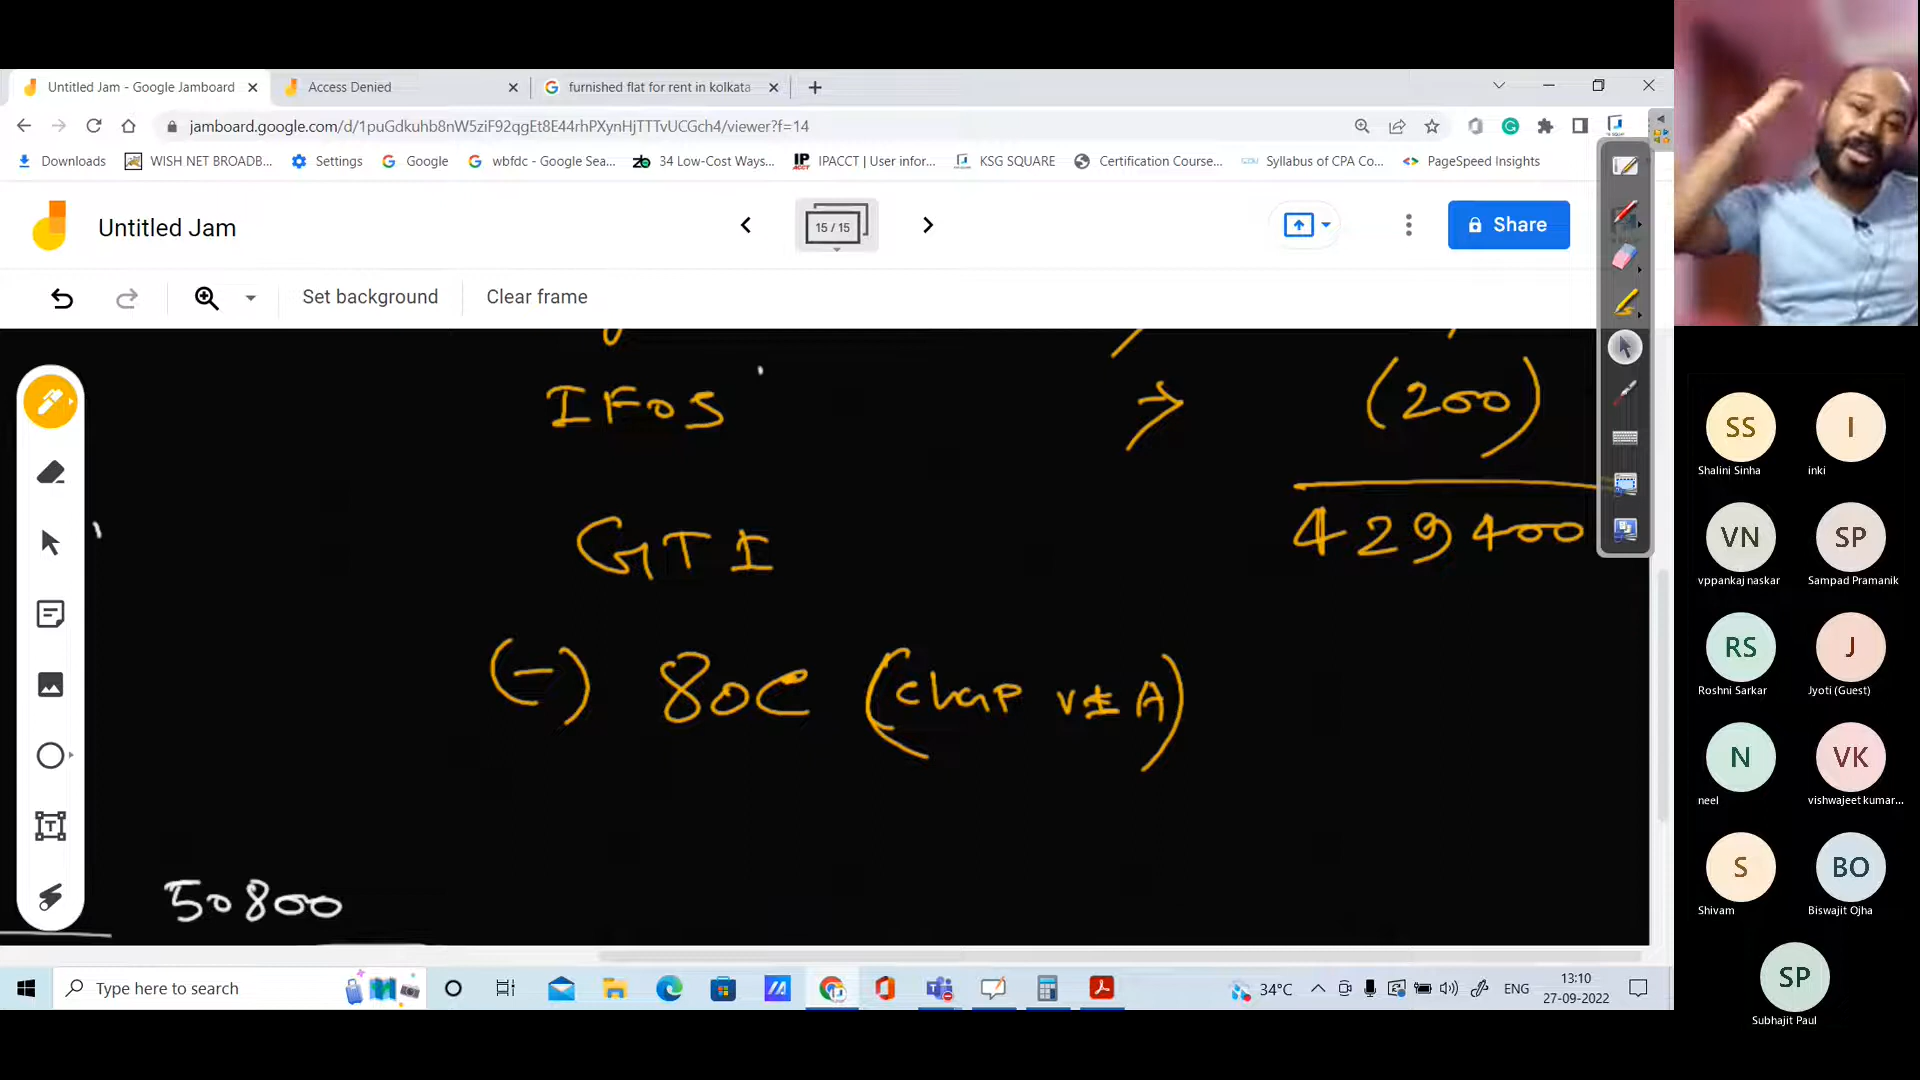 Untitled Jam - Google Jamboard
Access Denied
furnished flat for rent in kolkata
jamboard.google.com/d/1puGdkuhb8nW5ziF92qgEt8E44rhPXynHjTTTvUCGch4/viewer?f=14
Downloads
WISH NET BROADB...
Settings
Google
wbfdc - Google Sea...
34 Low-Cost Ways...
IPACCT | User infor...
KSG SQUARE
Certification Course...
Syllabus of CPA Co...
PageSpeed Insights
Untitled Jam
15 / 15
Share
Set background
Clear frame
IFOS (200)
GTI 429400
(-) 80C (Chap VI A)
50800
SS
Shalini Sinha
I
inki
VN
vppankaj naskar
SP
Sampad Pramanik
RS
Roshni Sarkar
J
Jyoti (Guest)
N
neel
VK
vishwajeet kumar...
S
Shivam
BO
Biswajit Ojha
SP
Subhajit Paul
Type here to search
34°C
ENG
13:10
27-09-2022